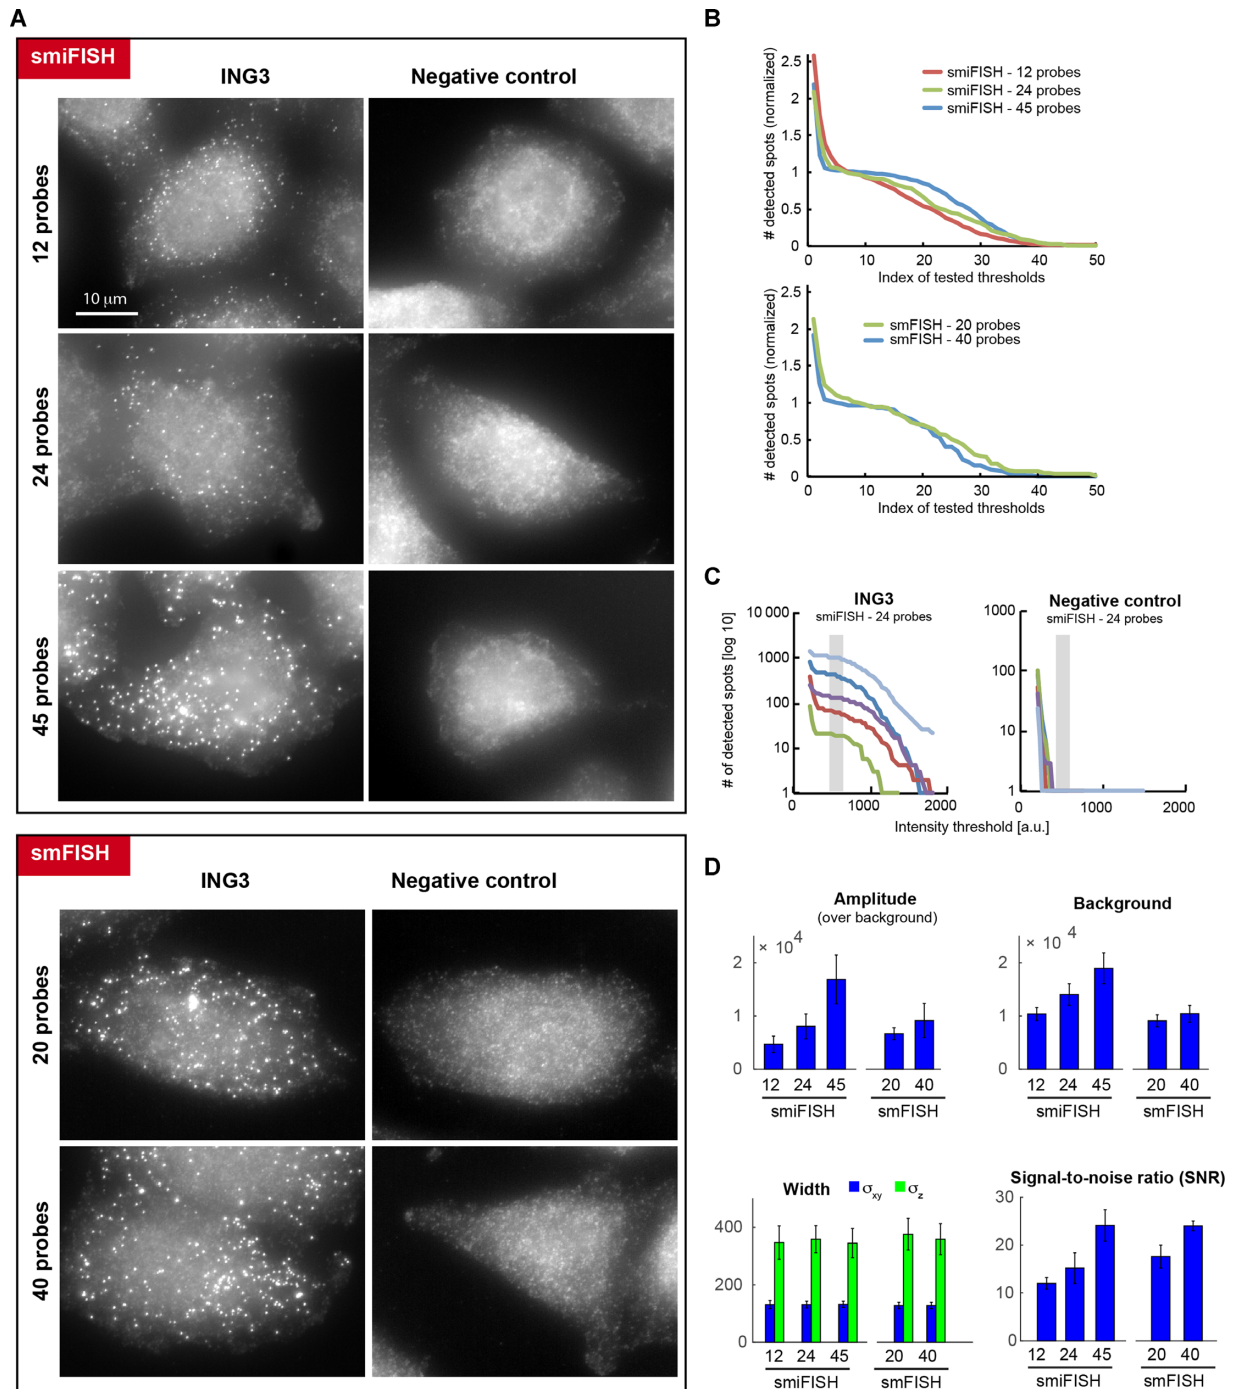 A
smiFISH
ING3
Negative control
12 probes
10 μm
24 probes
45 probes
smFISH
ING3
Negative control
20 probes
40 probes
B
# detected spots (normalized)
2.5
2
1.5
1
0.5
0
smiFISH - 12 probes
smiFISH - 24 probes
smiFISH - 45 probes
0 10 20 30 40 50
Index of tested thresholds
# detected spots (normalized)
2.5
2
1.5
1
0.5
0
smFISH - 20 probes
smFISH - 40 probes
0 10 20 30 40 50
Index of tested thresholds
C
ING3
smiFISH - 24 probes
# of detected spots [log 10]
10 000
1000
100
10
1
0 1000 2000
Negative control
smiFISH - 24 probes
1000
100
10
1
0 1000 2000
Intensity threshold [a.u.]
D
Amplitude
(over background)
× 10 4
2
1
0
12 24 45 20 40
smiFISH smFISH
Background
× 10 4
2
1
0
12 24 45 20 40
smiFISH smFISH
Width σxy σz
400
200
0
12 24 45 20 40
smiFISH smFISH
Signal-to-noise ratio (SNR)
30
20
10
0
12 24 45 20 40
smiFISH smFISH